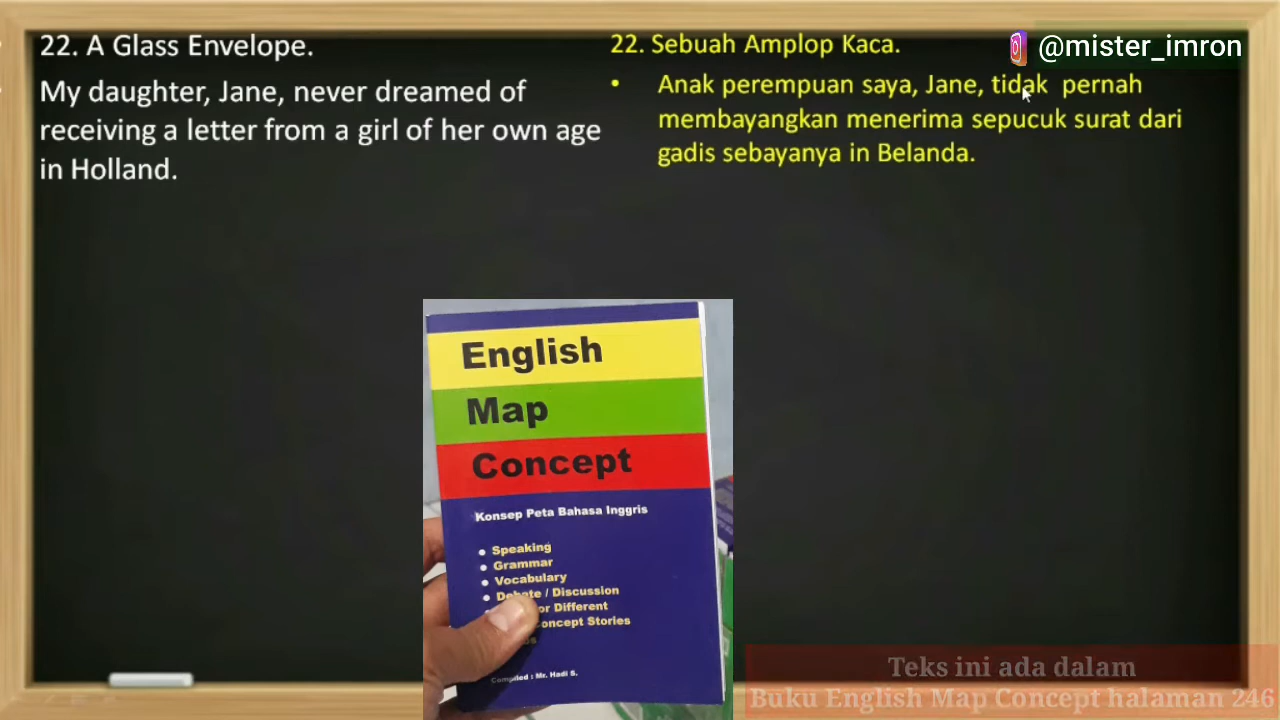 22. A Glass Envelope.
My daughter, Jane, never dreamed of
receiving a letter from a girl of her own age
in Holland.
22. Sebuah Amplop Kaca.
@mister_imron
• Anak perempuan saya, Jane, tidak pernah
membayangkan menerima sepucuk surat dari
gadis sebayanya in Belanda.
English
Map
Concept
Konsep Peta Bahasa Inggris
• Speaking
• Grammar
• Vocabulary
• Debate / Discussion
or Different
Concept Stories
Compiled : Mr. Hadi S.
Teks ini ada dalam
Buku English Map Concept halaman 246